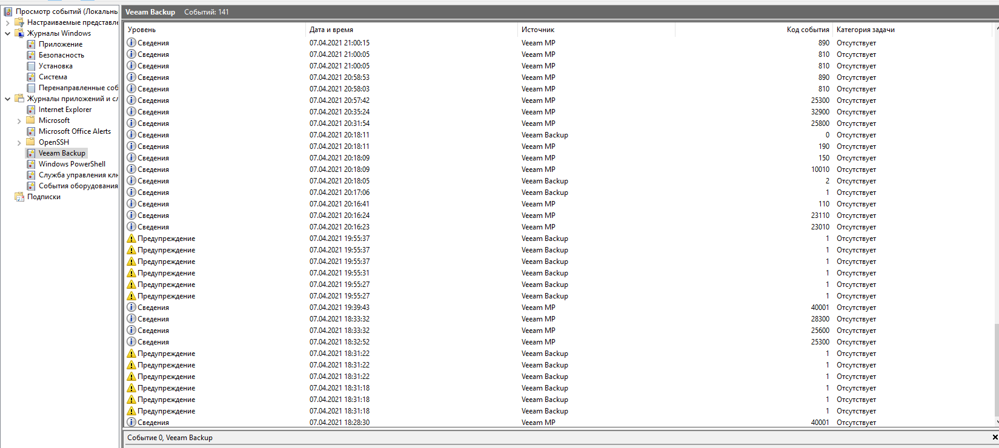 Просмотр событий (Локальнь
Настраиваемые представле
Журналы Windows
Приложение
Безопасность
Установка
Система
Перенаправленные соб
Журналы приложений и сл
Internet Explorer
Microsoft
Microsoft Office Alerts
OpenSSH
Veeam Backup
Windows PowerShell
Служба управления клю
События оборудования
Подписки
Veeam Backup Событий: 141
Уровень Дата и время Источник Код события Категория задачи
Сведения 07.04.2021 21:00:15 Veeam MP 890 Отсутствует
Сведения 07.04.2021 21:00:05 Veeam MP 810 Отсутствует
Сведения 07.04.2021 21:00:05 Veeam MP 810 Отсутствует
Сведения 07.04.2021 20:58:53 Veeam MP 890 Отсутствует
Сведения 07.04.2021 20:58:03 Veeam MP 810 Отсутствует
Сведения 07.04.2021 20:57:42 Veeam MP 25300 Отсутствует
Сведения 07.04.2021 20:35:24 Veeam MP 32900 Отсутствует
Сведения 07.04.2021 20:31:54 Veeam MP 25800 Отсутствует
Сведения 07.04.2021 20:18:11 Veeam Backup 0 Отсутствует
Сведения 07.04.2021 20:18:11 Veeam MP 190 Отсутствует
Сведения 07.04.2021 20:18:09 Veeam MP 150 Отсутствует
Сведения 07.04.2021 20:18:09 Veeam MP 10010 Отсутствует
Сведения 07.04.2021 20:18:05 Veeam Backup 2 Отсутствует
Сведения 07.04.2021 20:17:06 Veeam Backup 1 Отсутствует
Сведения 07.04.2021 20:16:41 Veeam MP 110 Отсутствует
Сведения 07.04.2021 20:16:24 Veeam MP 23110 Отсутствует
Сведения 07.04.2021 20:16:23 Veeam MP 23010 Отсутствует
Предупреждение 07.04.2021 19:55:37 Veeam Backup 1 Отсутствует
Предупреждение 07.04.2021 19:55:37 Veeam Backup 1 Отсутствует
Предупреждение 07.04.2021 19:55:37 Veeam Backup 1 Отсутствует
Предупреждение 07.04.2021 19:55:31 Veeam Backup 1 Отсутствует
Предупреждение 07.04.2021 19:55:27 Veeam Backup 1 Отсутствует
Предупреждение 07.04.2021 19:55:27 Veeam Backup 1 Отсутствует
Сведения 07.04.2021 19:39:43 Veeam MP 40001 Отсутствует
Сведения 07.04.2021 18:33:32 Veeam MP 28300 Отсутствует
Сведения 07.04.2021 18:33:32 Veeam MP 25600 Отсутствует
Сведения 07.04.2021 18:32:52 Veeam MP 25300 Отсутствует
Предупреждение 07.04.2021 18:31:22 Veeam Backup 1 Отсутствует
Предупреждение 07.04.2021 18:31:22 Veeam Backup 1 Отсутствует
Предупреждение 07.04.2021 18:31:22 Veeam Backup 1 Отсутствует
Предупреждение 07.04.2021 18:31:18 Veeam Backup 1 Отсутствует
Предупреждение 07.04.2021 18:31:18 Veeam Backup 1 Отсутствует
Предупреждение 07.04.2021 18:31:18 Veeam Backup 1 Отсутствует
Сведения 07.04.2021 18:28:30 Veeam MP 40001 Отсутствует
Событие 0, Veeam Backup